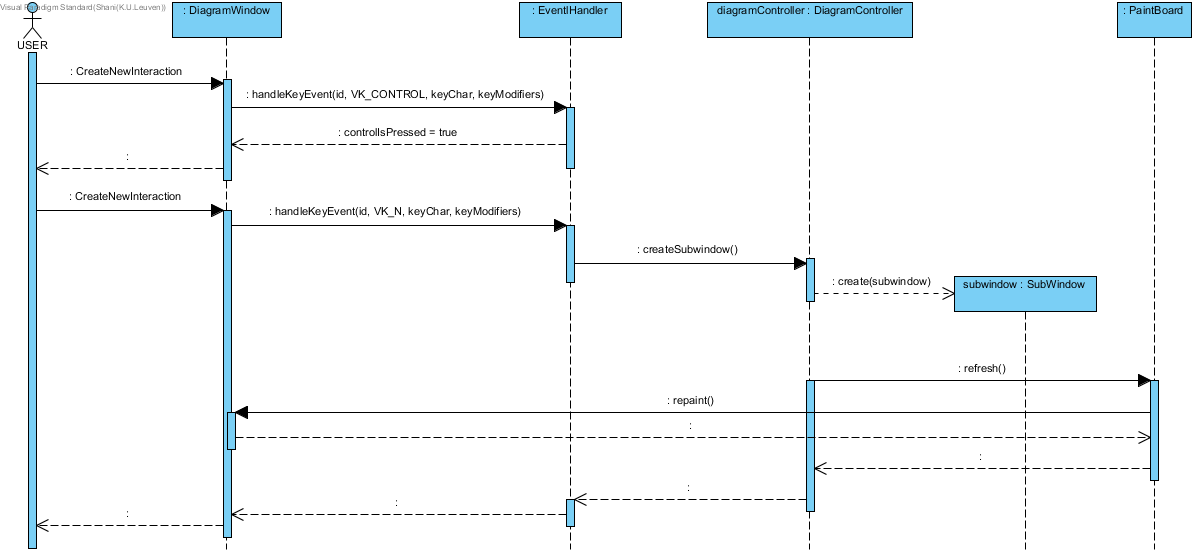 Visual Paradigm Standard(Shani(K.U.Leuven))
USER
: DiagramWindow
: EventHandler
diagramController : DiagramController
: PaintBoard
: CreateNewInteraction
: handleKeyEvent(id, VK_CONTROL, keyChar, keyModifiers)
: controlIsPressed = true
:
: CreateNewInteraction
: handleKeyEvent(id, VK_N, keyChar, keyModifiers)
: createSubwindow()
: create(subwindow)
subwindow : SubWindow
: refresh()
: repaint()
:
:
:
:
: